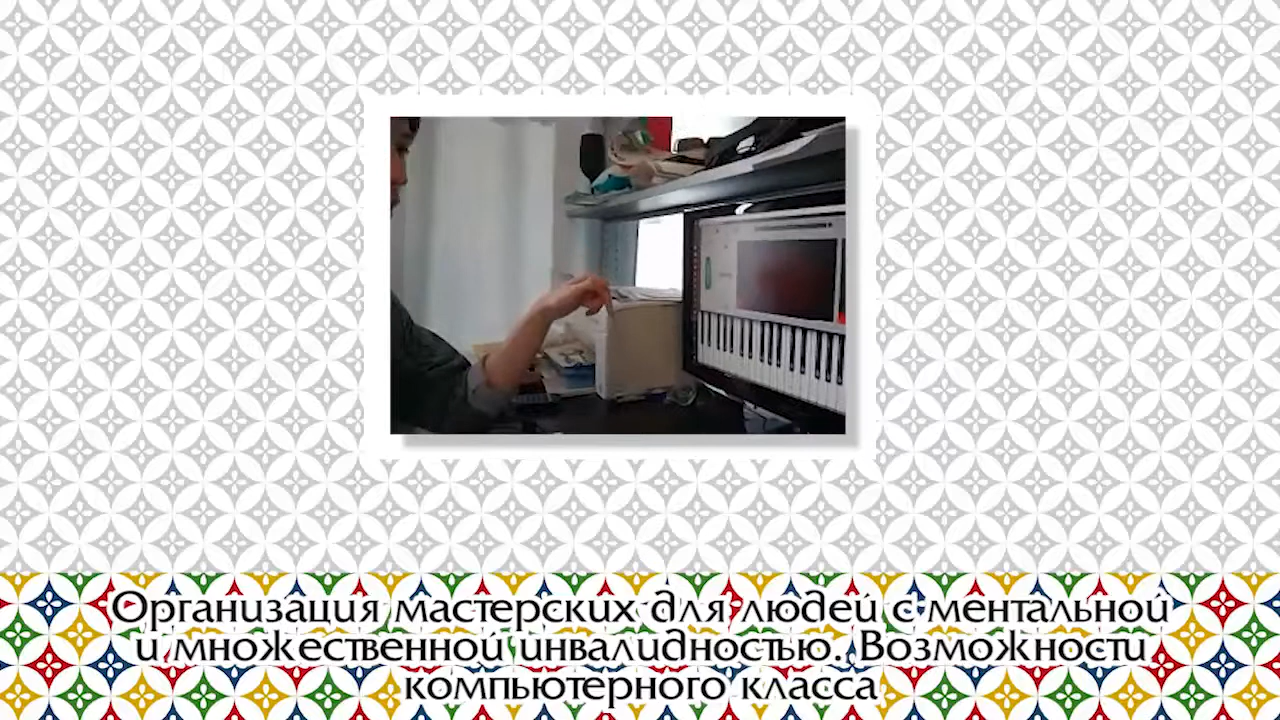 Организация мастерских для людей с ментальной
и множественной инвалидностью. Возможности
компьютерного класса